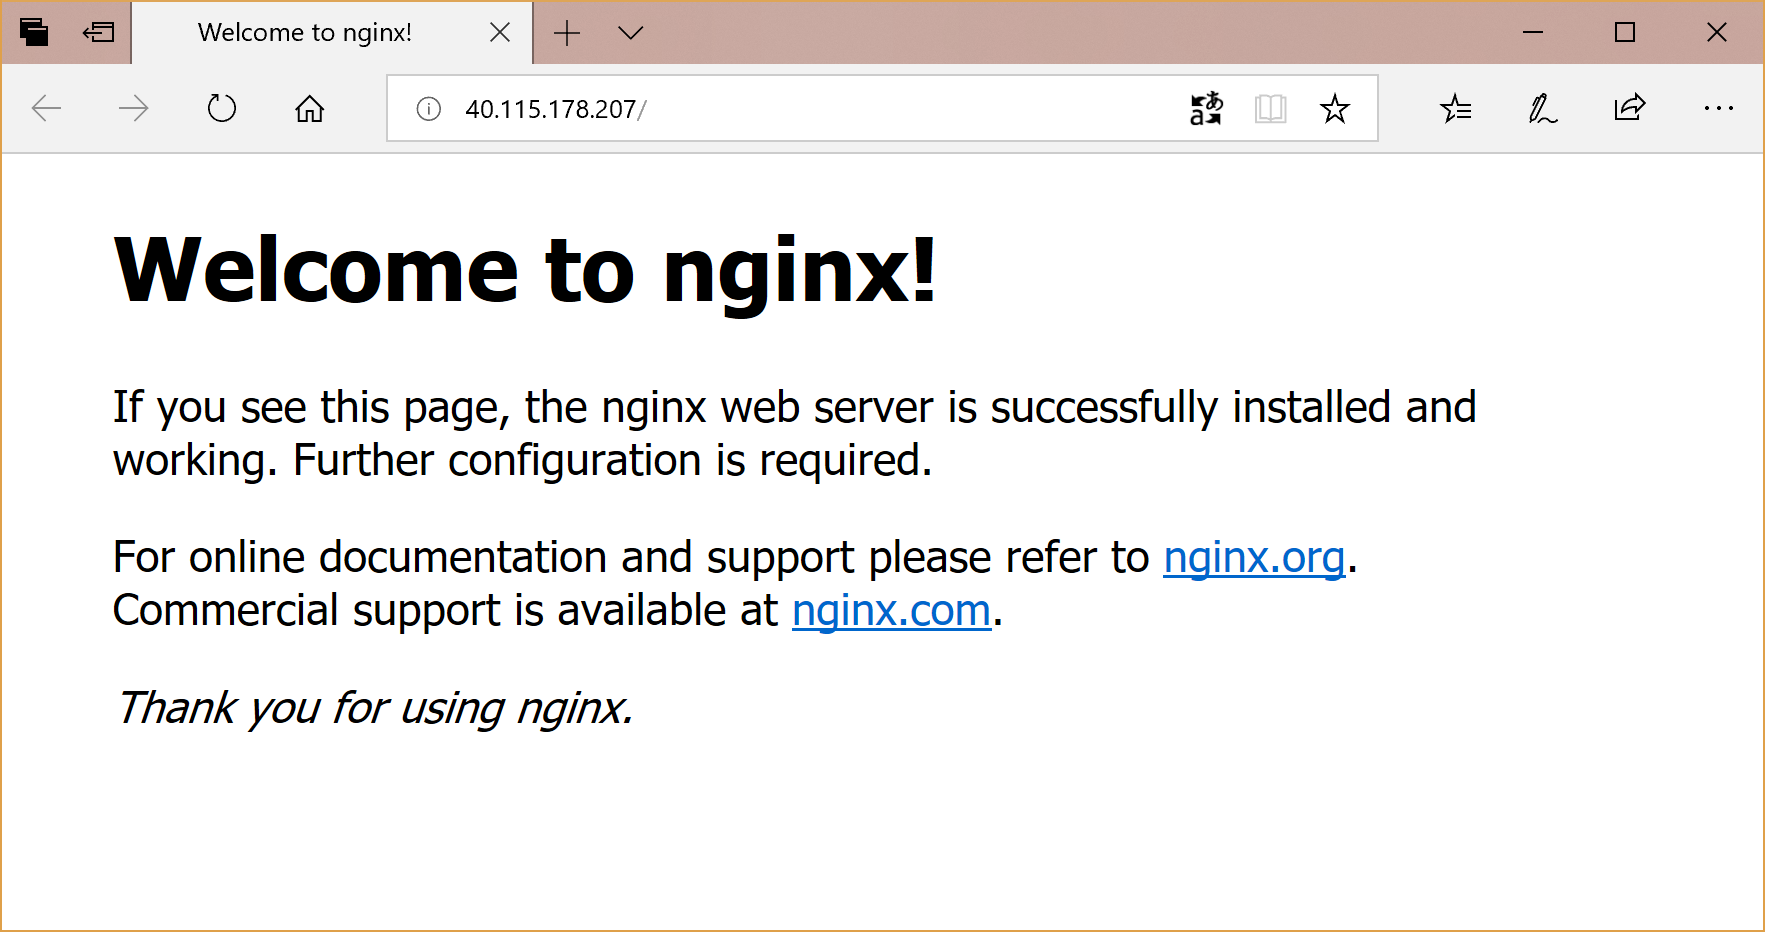 Welcome to nginx!
40.115.178.207/
Welcome to nginx!
If you see this page, the nginx web server is successfully installed and
working. Further configuration is required.
For online documentation and support please refer to nginx.org.
Commercial support is available at nginx.com.
Thank you for using nginx.